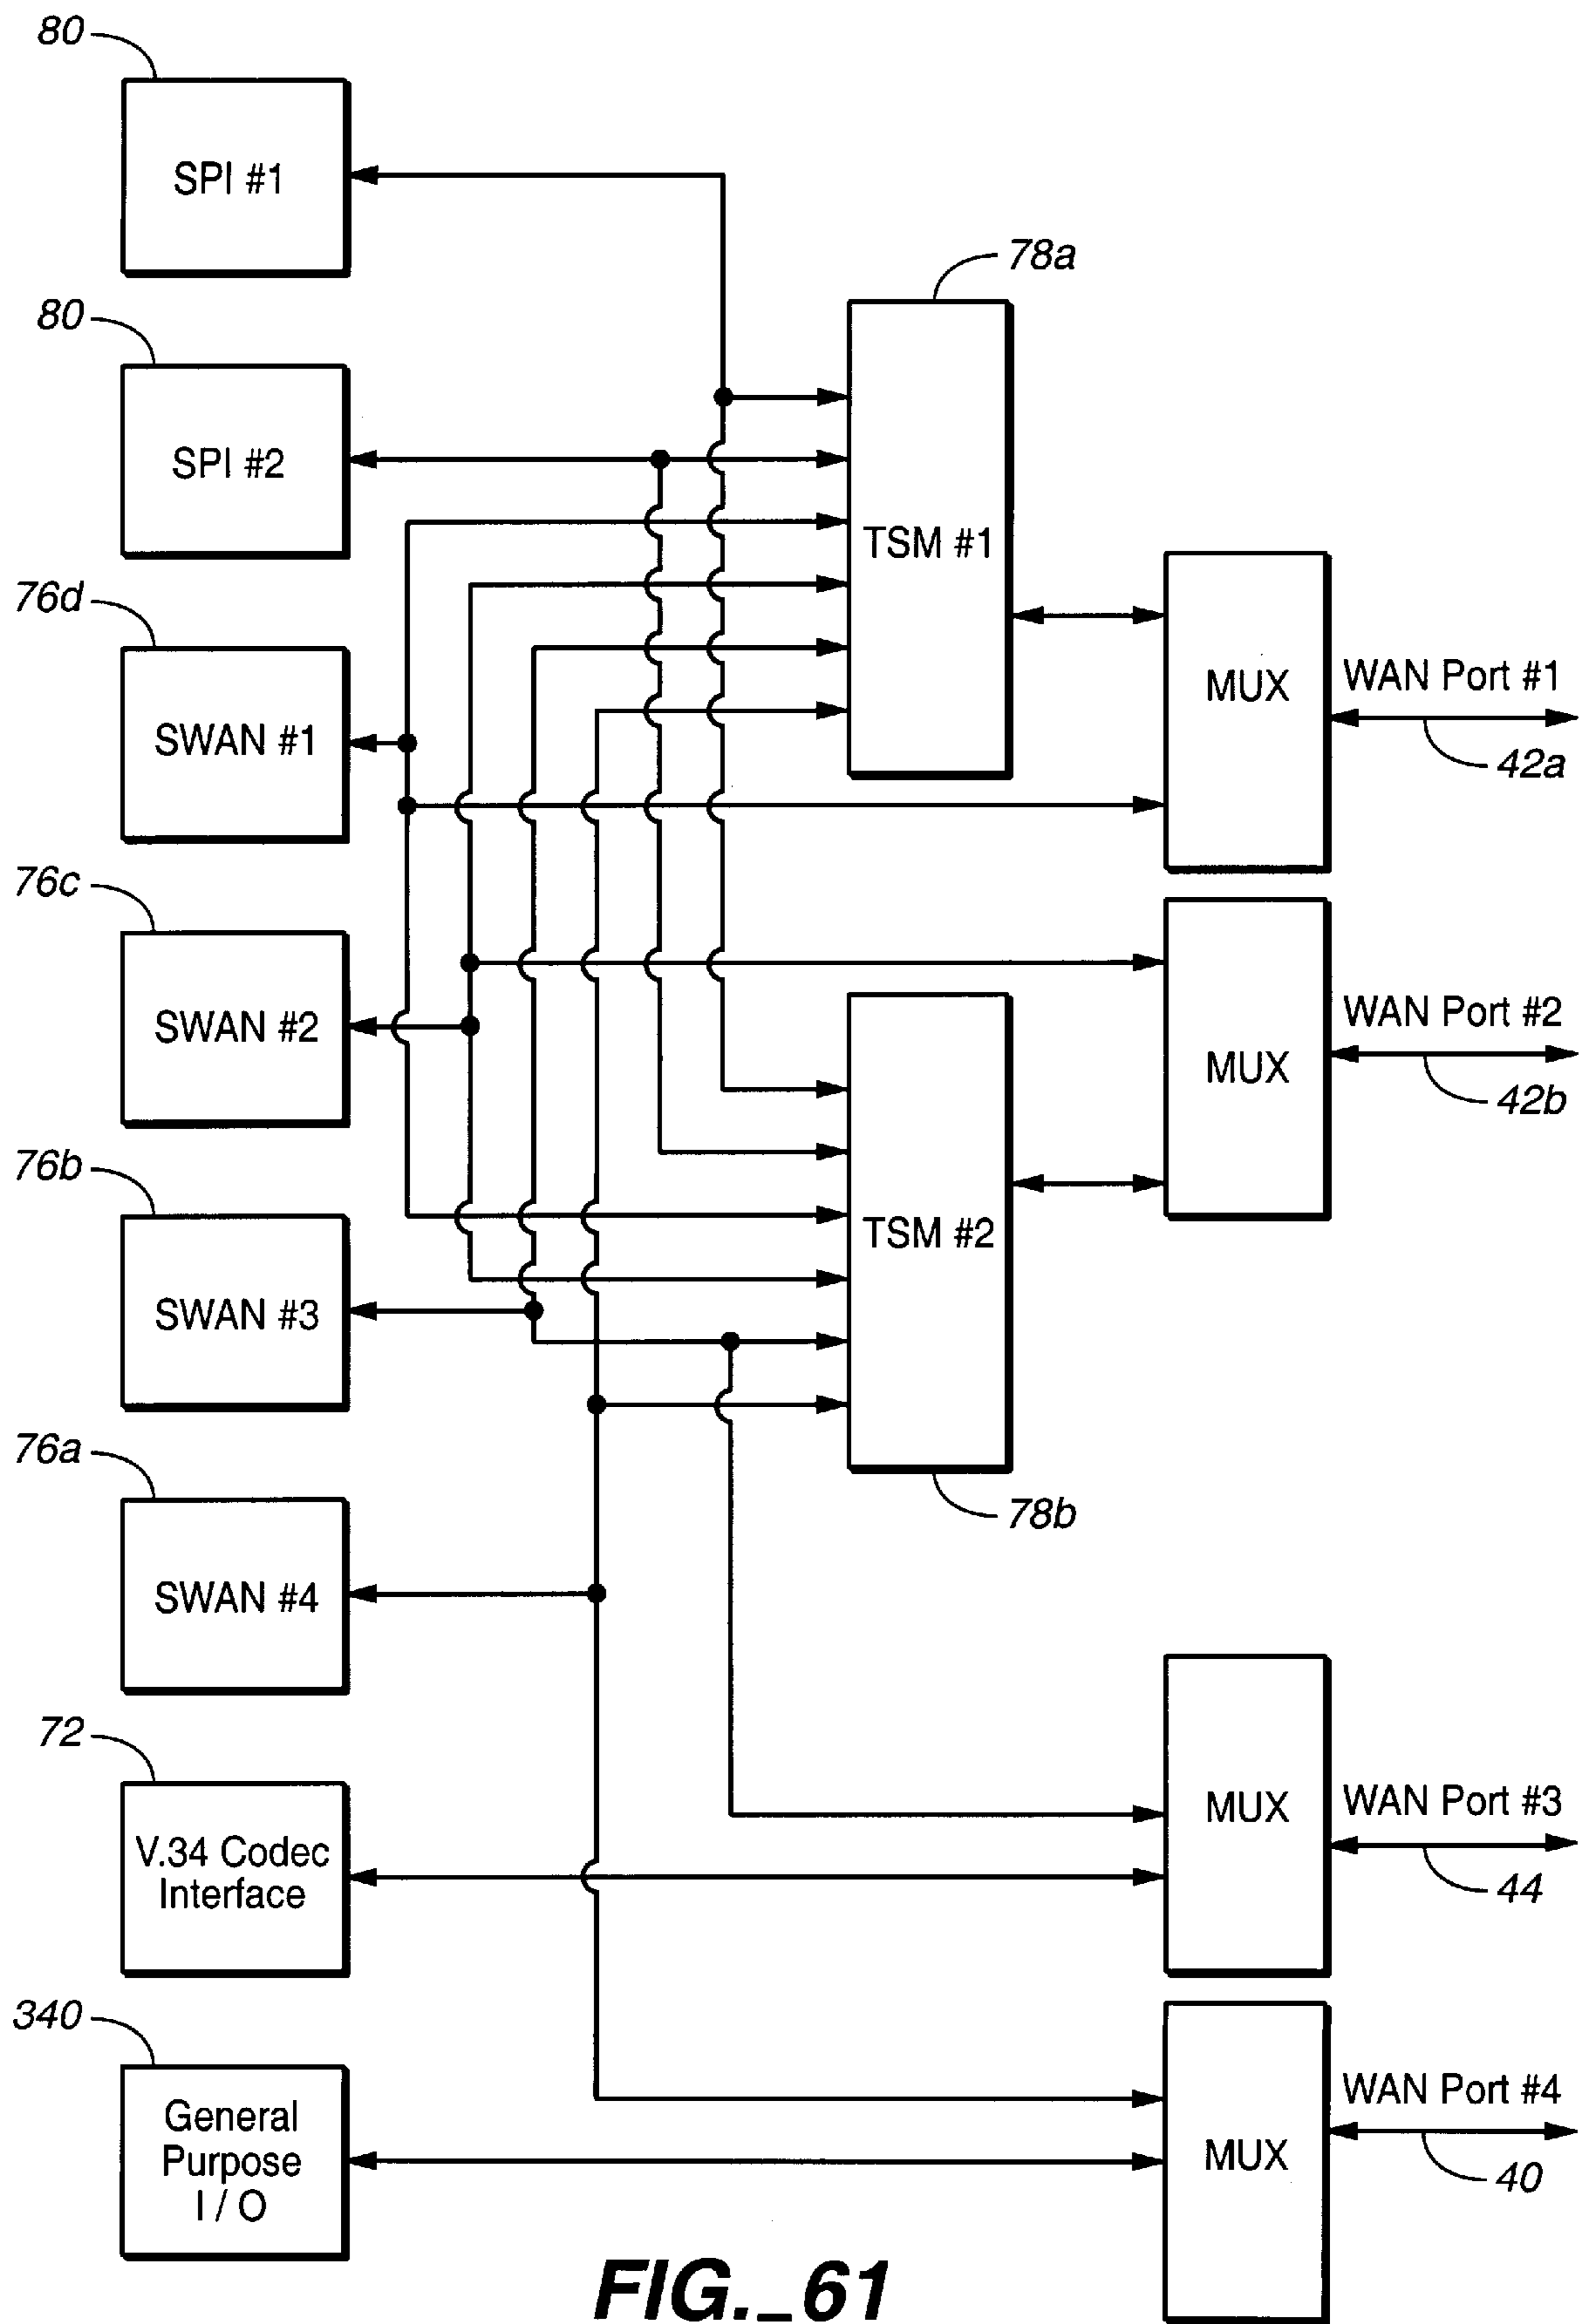 80
SPI #1
78a
80
SPI #2
TSM #1
76d
SWAN #1
MUX
WAN Port #1
42a
76c
SWAN #2
MUX
WAN Port #2
42b
76b
SWAN #3
TSM #2
76a
SWAN #4
78b
72
V.34 Codec
Interface
MUX
WAN Port #3
44
340
General
Purpose
I / O
MUX
WAN Port #4
40
FIG._61